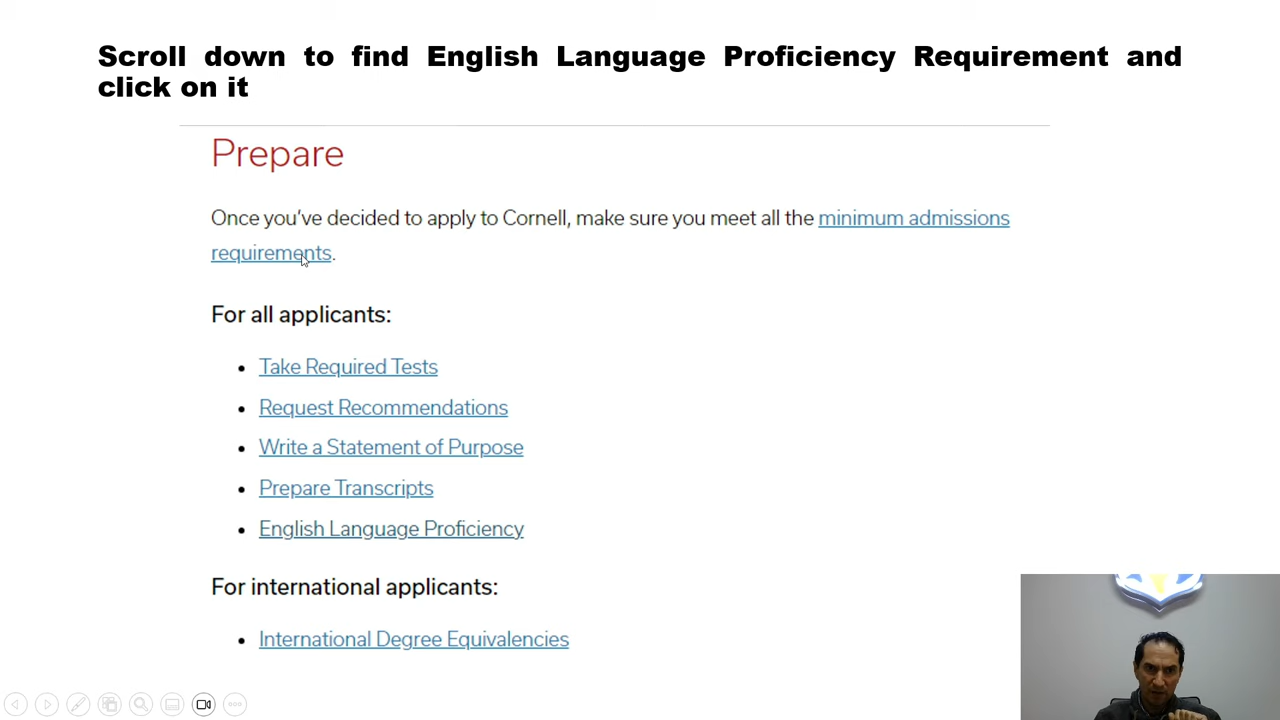 Scroll down to find English Language Proficiency Requirement and
click on it
Prepare
Once you've decided to apply to Cornell, make sure you meet all the minimum admissions
requirements.
For all applicants:
• Take Required Tests
• Request Recommendations
• Write a Statement of Purpose
• Prepare Transcripts
• English Language Proficiency
For international applicants:
• International Degree Equivalencies